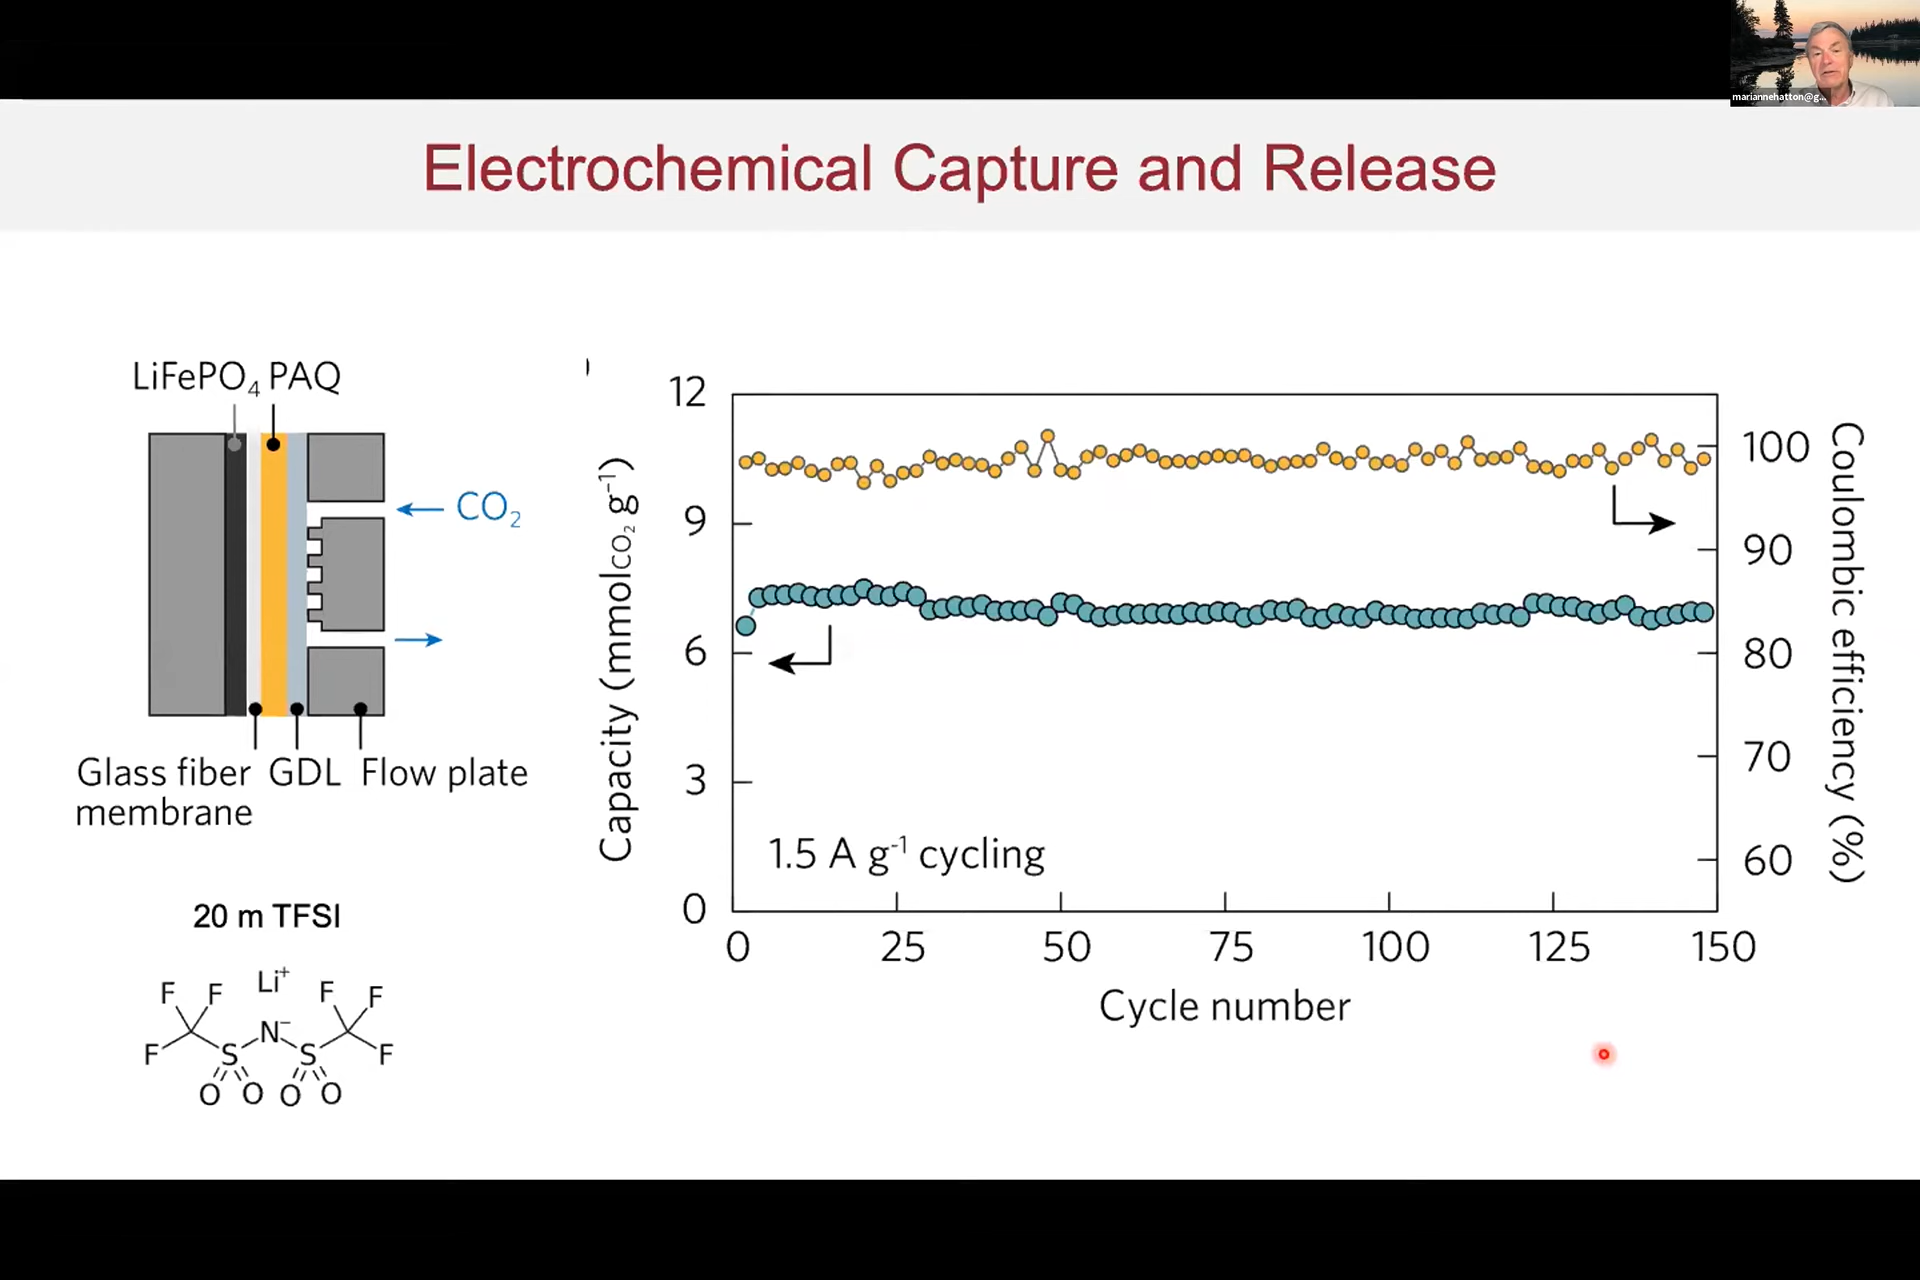 mariannehatton@g...
Electrochemical Capture and Release
LiFePO₄ PAQ
CO₂
Glass fiber GDL Flow plate
membrane
20 m TFSI
Li⁺
F F F F
N⁻
F S S F
O O O O
)
12
9
6
3
0
Capacity (mmolCO₂ g⁻¹)
1.5 A g⁻¹ cycling
0 25 50 75 100 125 150
Cycle number
100
90
80
70
60
Coulombic efficiency (%)